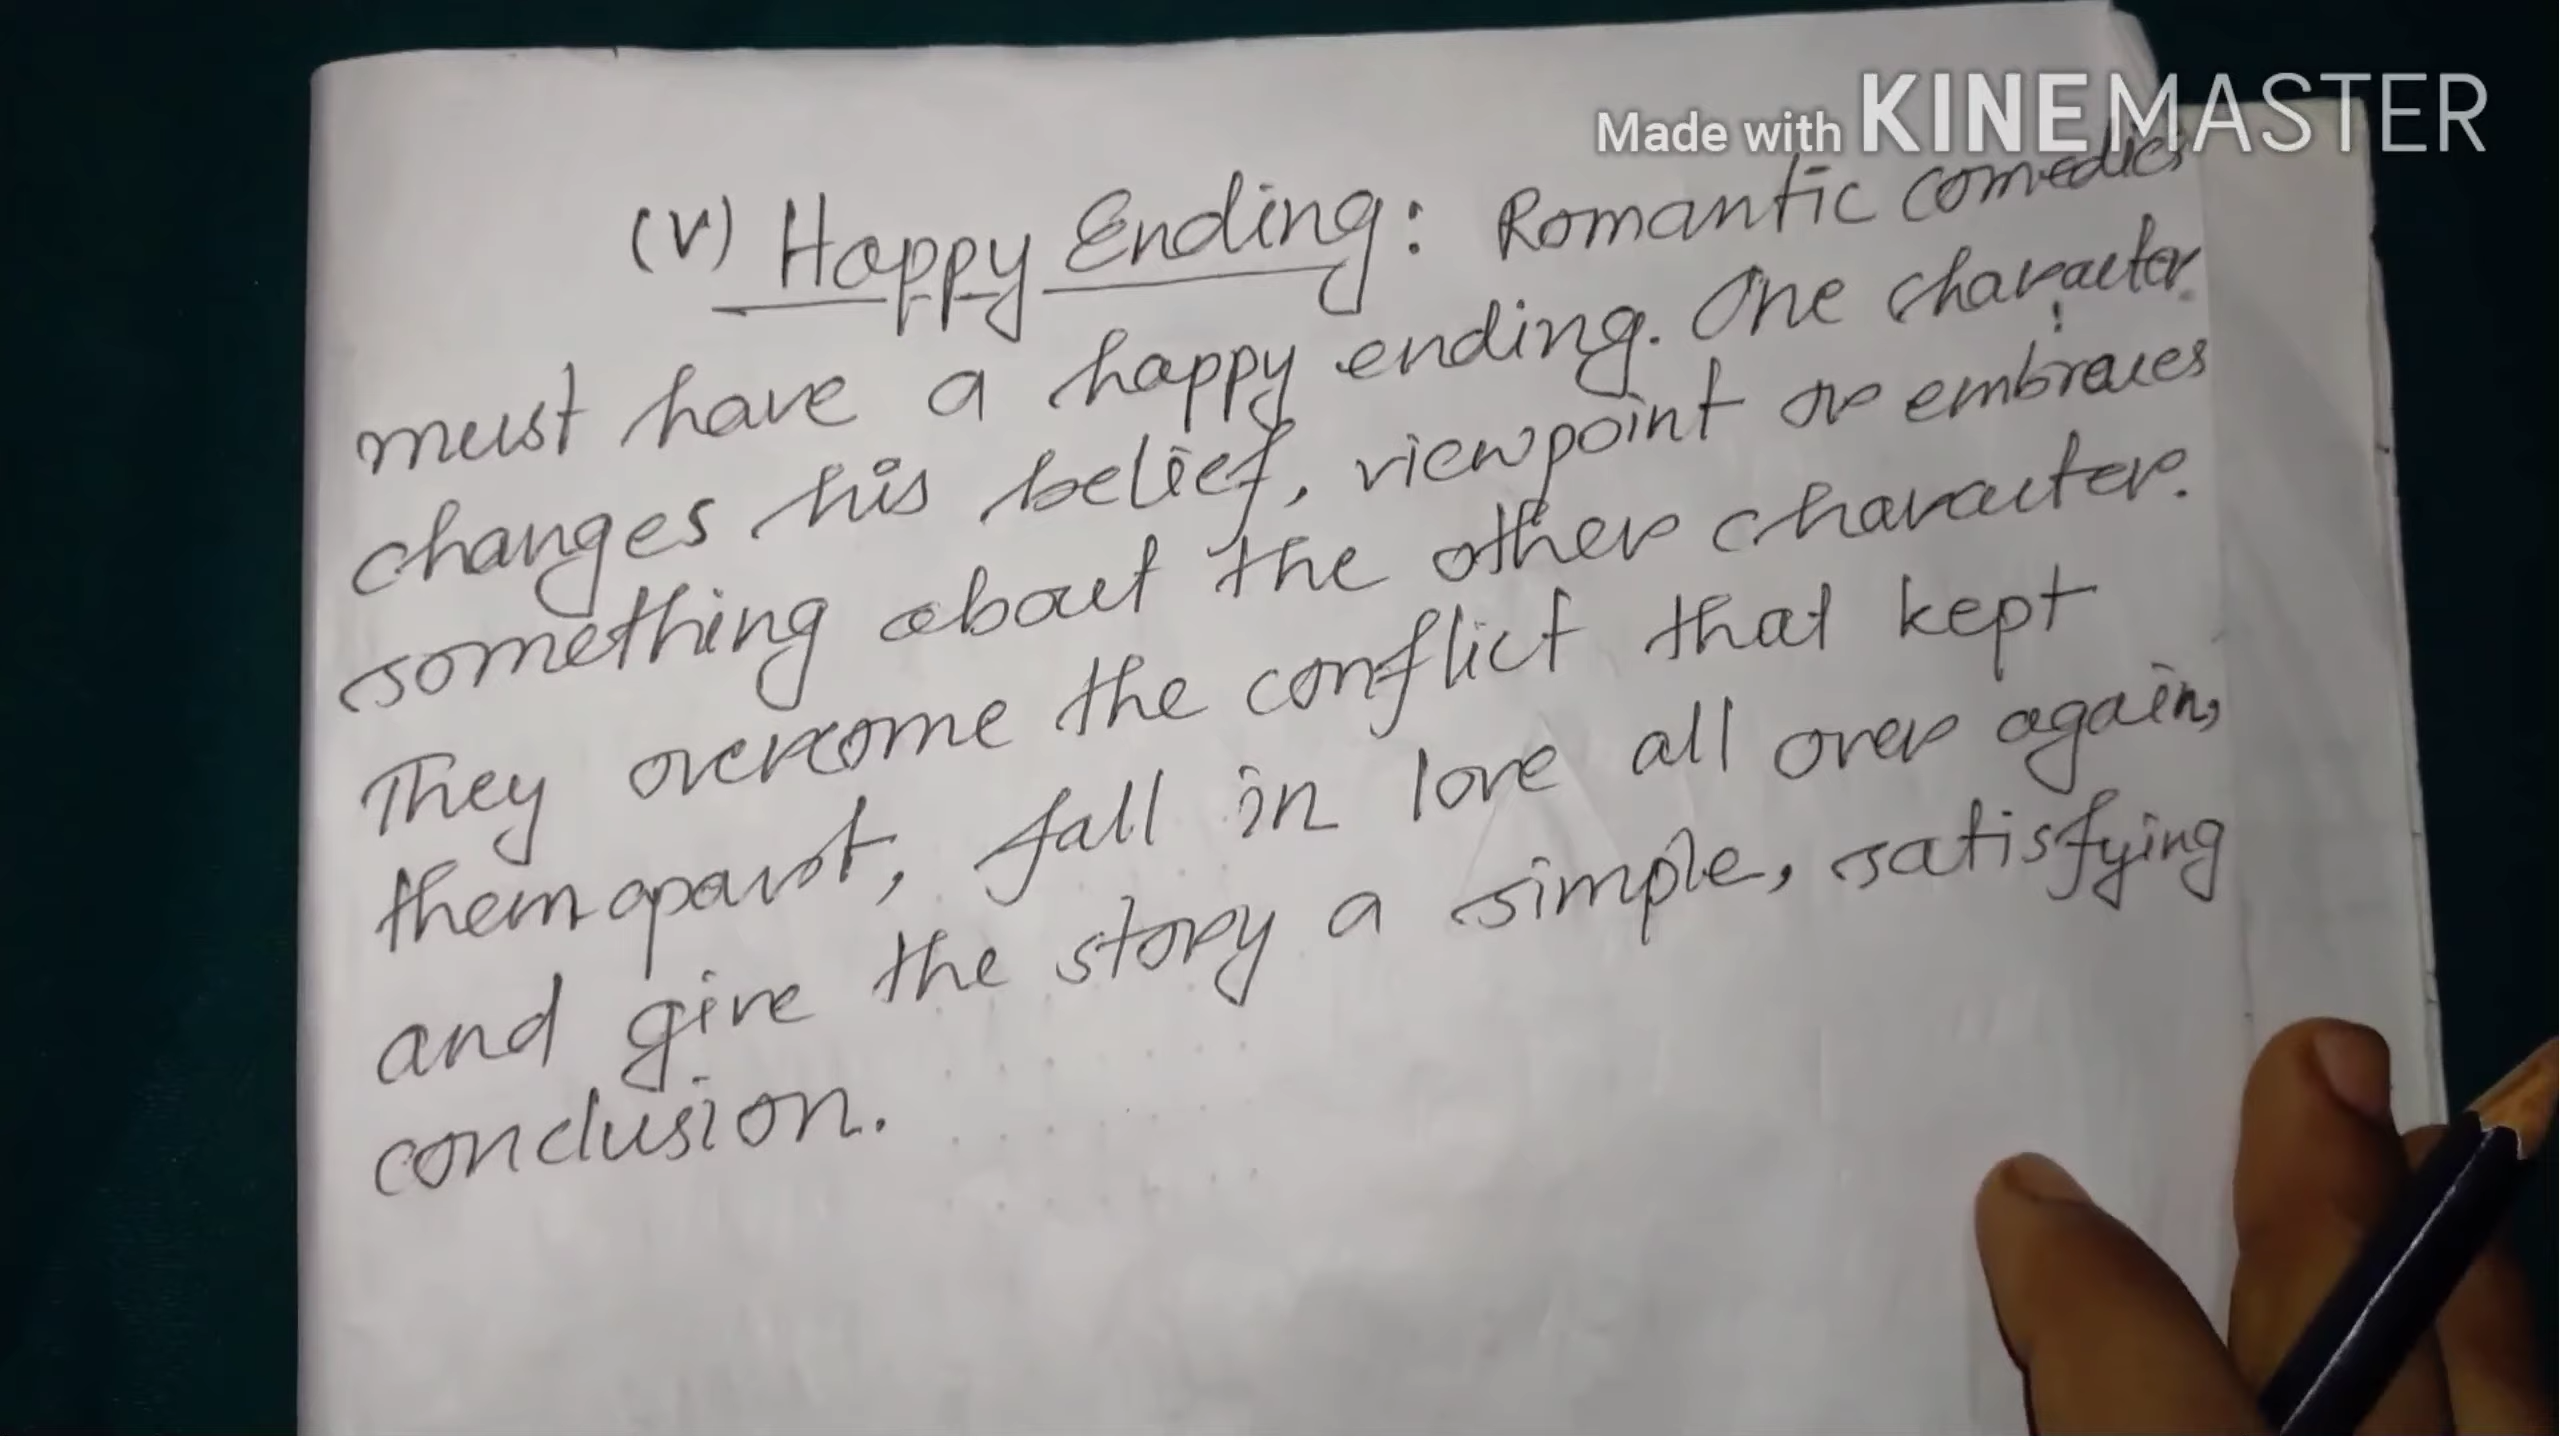 Made with KINEMASTER
(v) Happy Ending: Romantic comedies
must have a happy ending. One character
changes his belief, viewpoint or embraces
something about the other character.
They overcome the conflict that kept
them apart, fall in love all over again,
and give the story a simple, satisfying
conclusion.